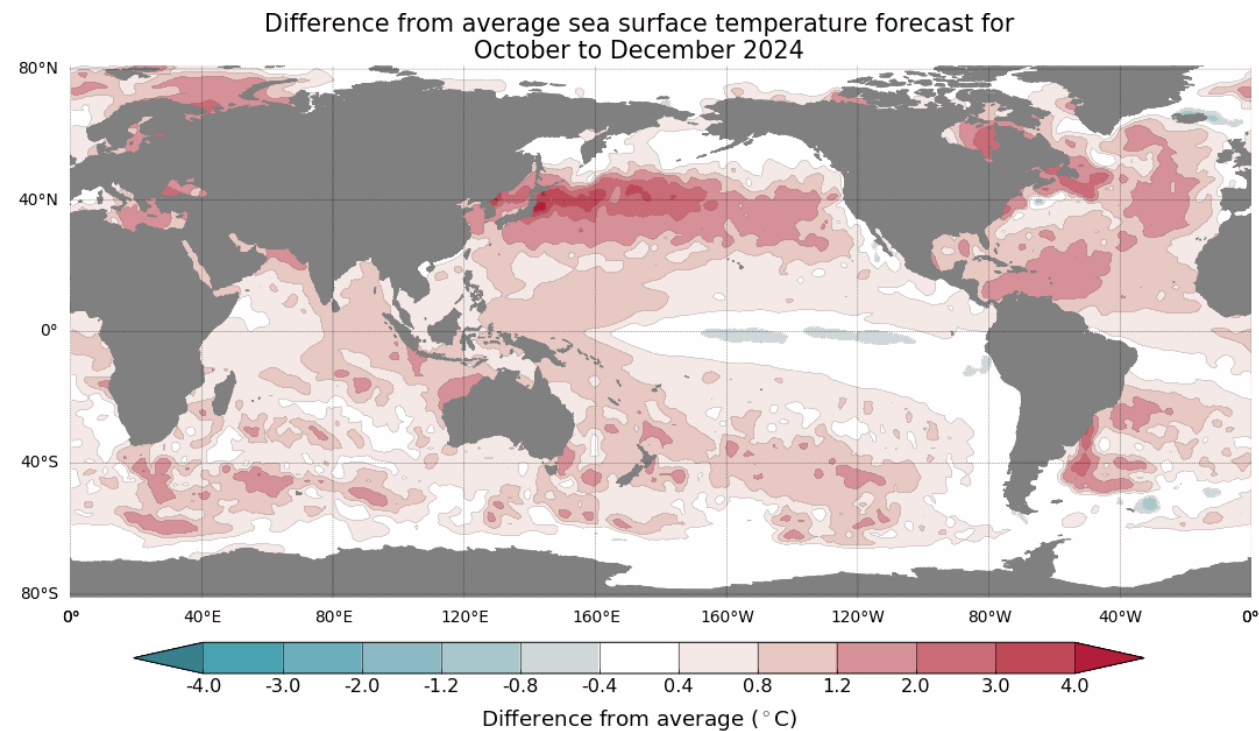 Difference from average sea surface temperature forecast for
October to December 2024
80°N
40°N
0°
40°S
80°S
0° 40°E 80°E 120°E 160°E 160°W 120°W 80°W 40°W 0°
-4.0 -3.0 -2.0 -1.2 -0.8 -0.4 0.4 0.8 1.2 2.0 3.0 4.0
Difference from average (°C)